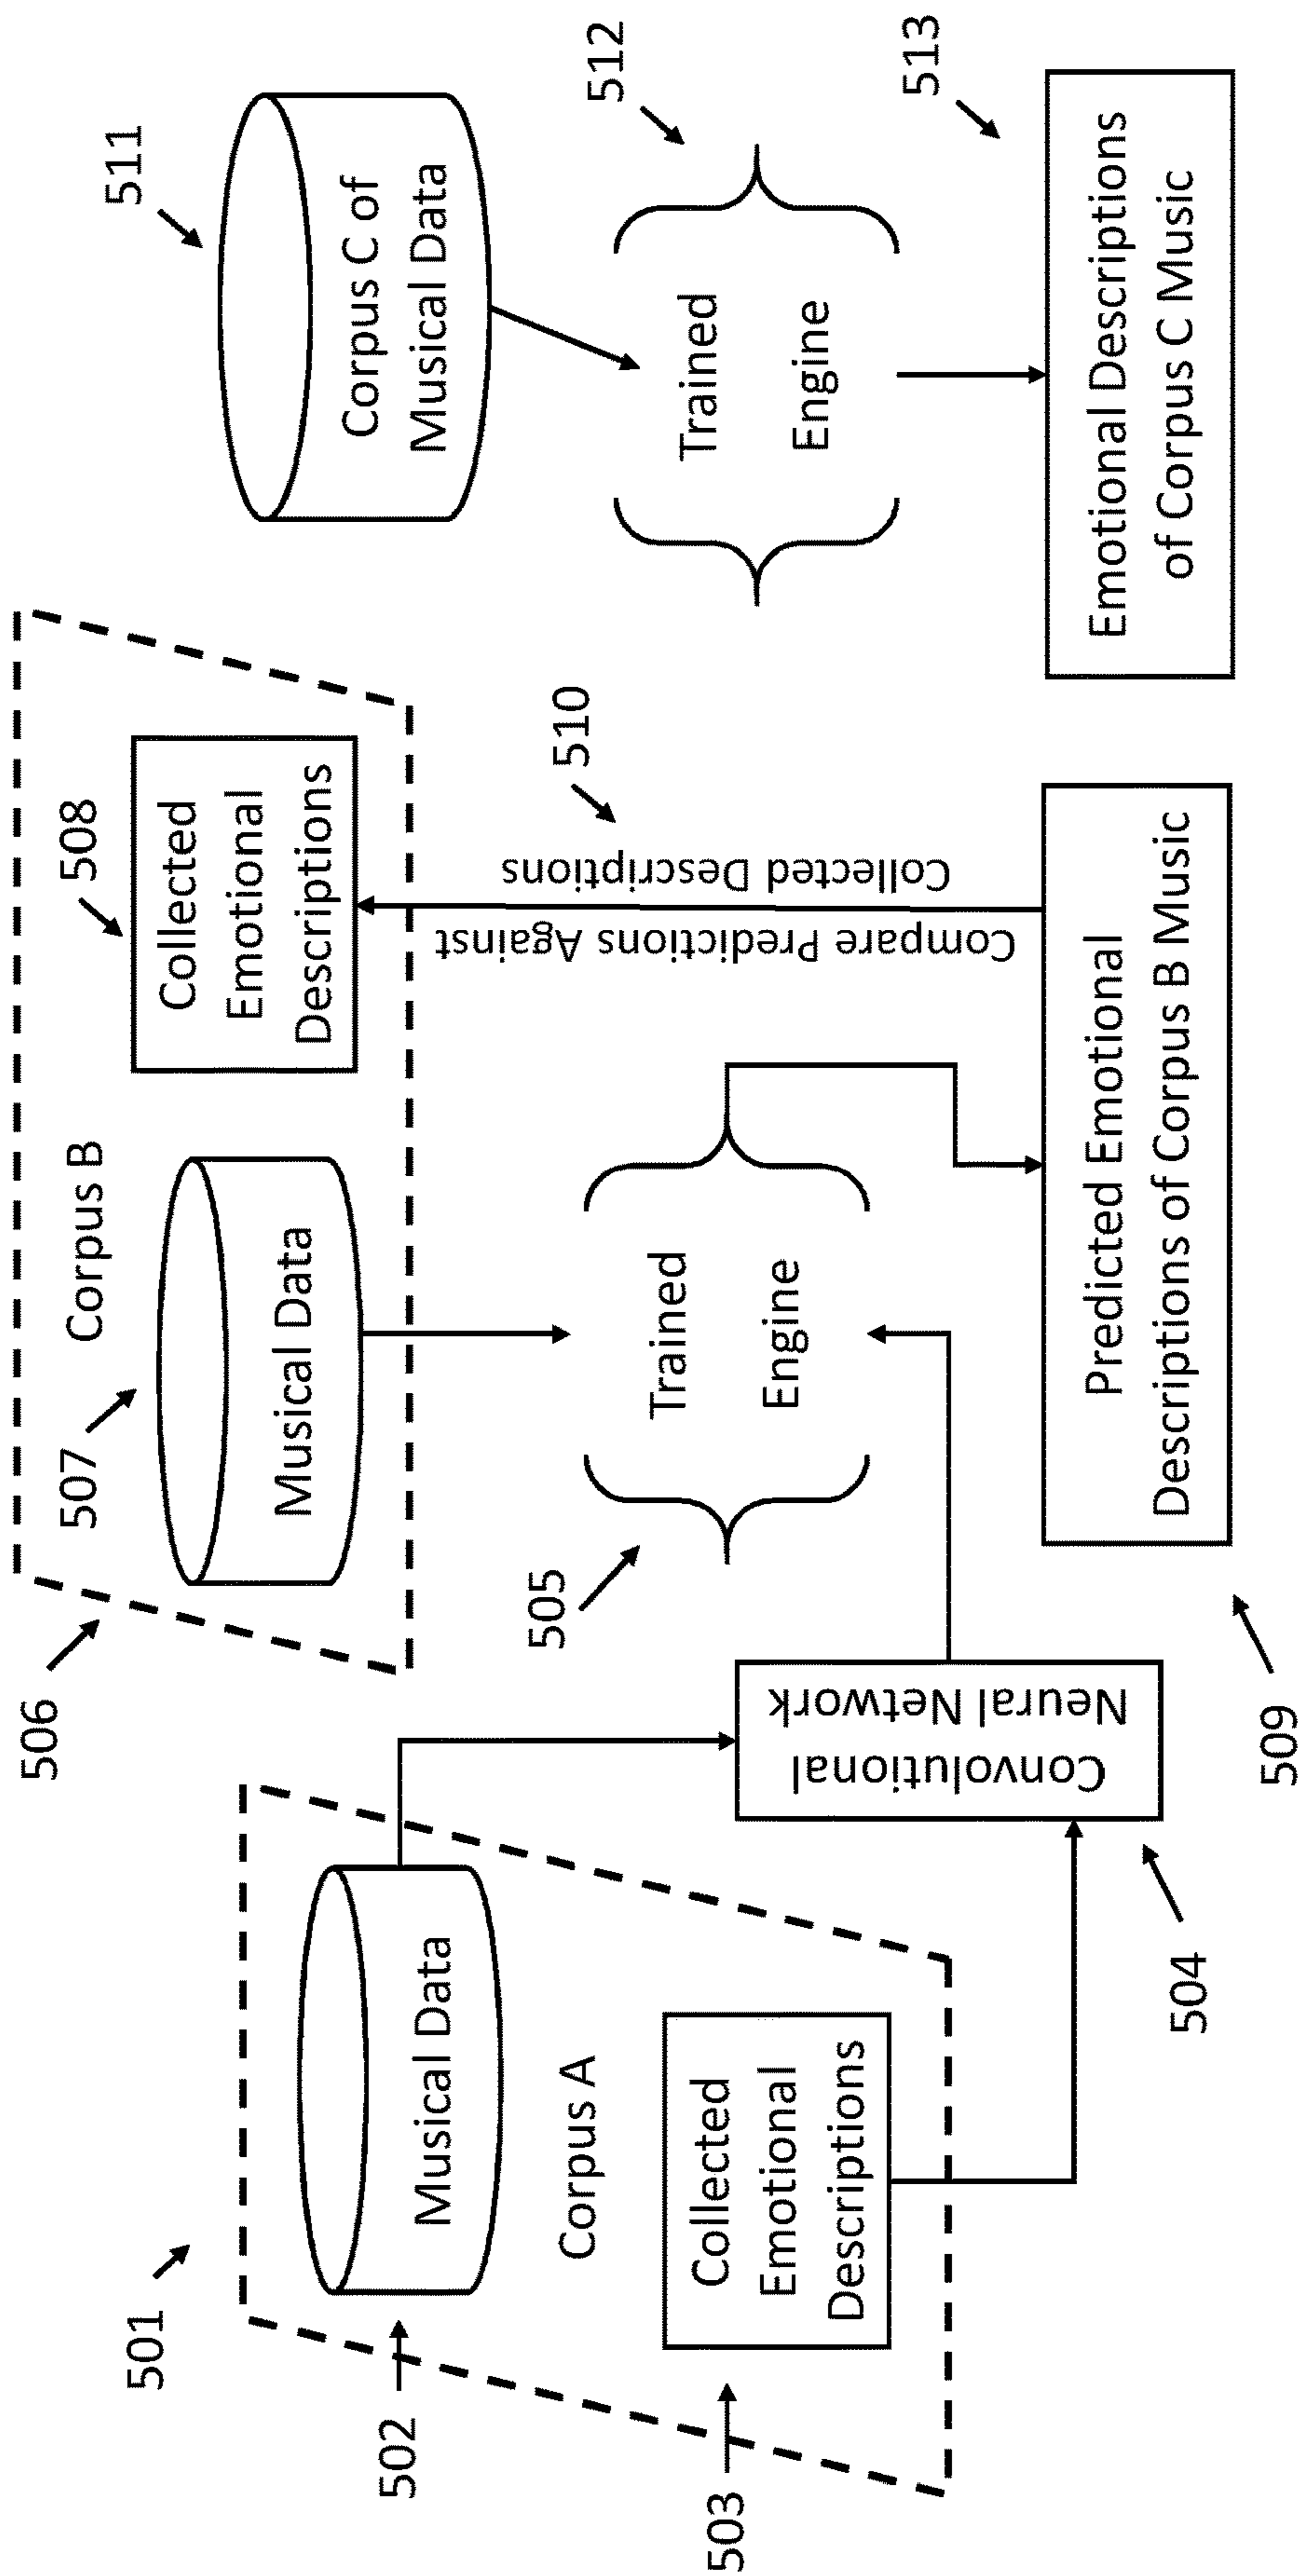 501
502
Musical Data
Corpus A
503
Collected
Emotional
Descriptions
504
Convolutional
Neural Network
505
Trained
Engine
506
507
Corpus B
Musical Data
508
Collected
Emotional
Descriptions
509
Predicted Emotional
Descriptions of Corpus B Music
510
Compare Predictions Against
Collected Descriptions
511
Corpus C of
Musical Data
512
Trained
Engine
513
Emotional Descriptions
of Corpus C Music